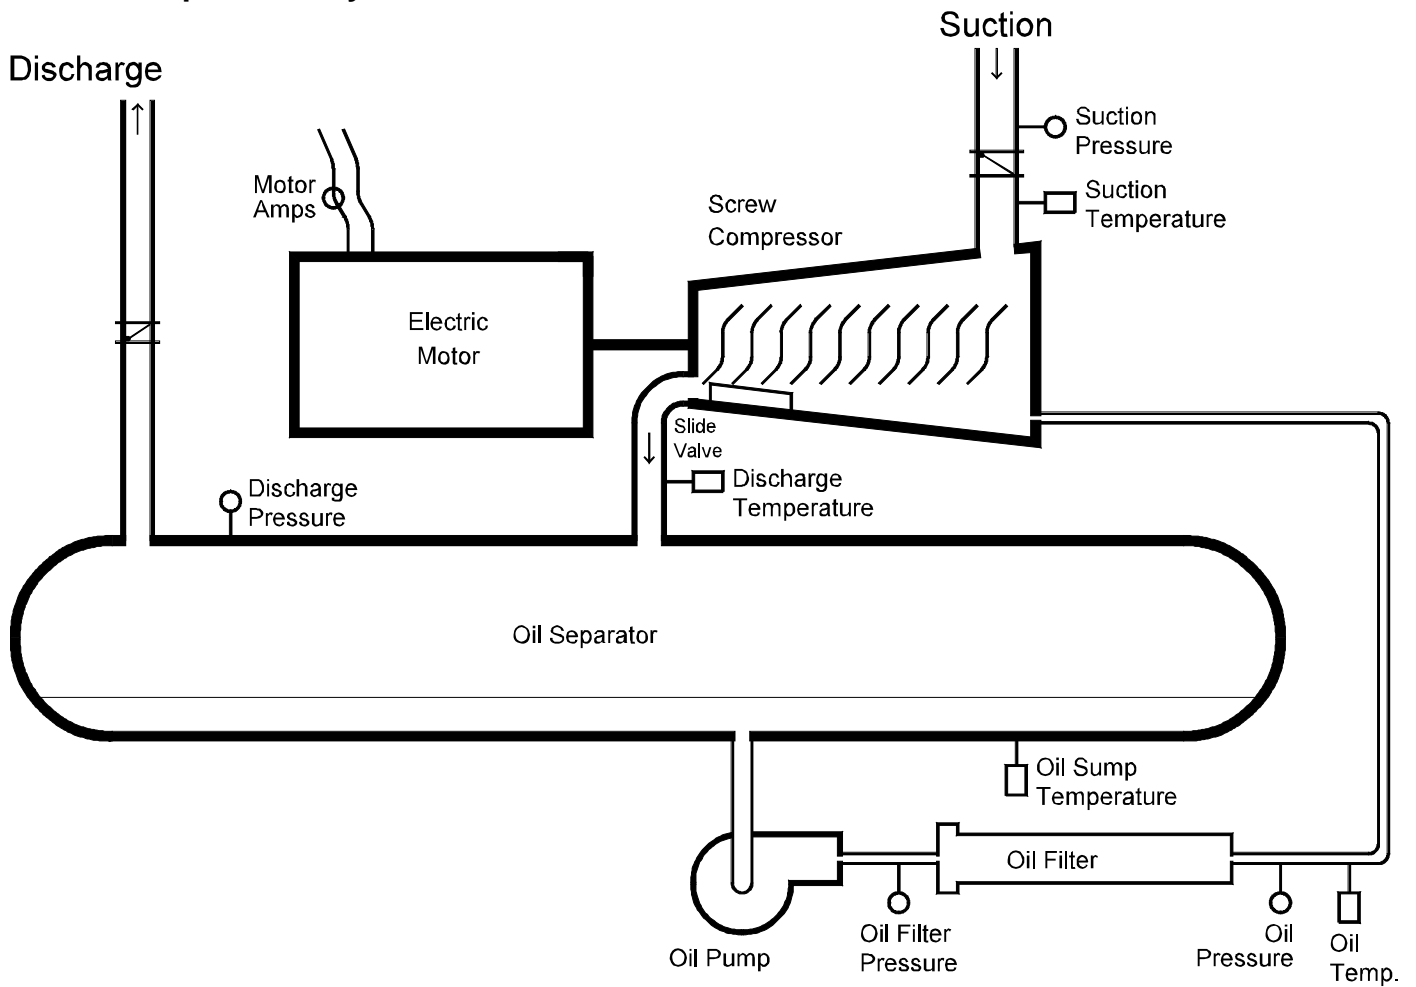 Suction
Discharge
Suction
Pressure
Motor
Amps
Suction
Temperature
Screw
Compressor
Electric
Motor
Slide
Valve
Discharge
Temperature
Discharge
Pressure
Oil Separator
Oil Sump
Temperature
Oil Filter
Oil Pump
Oil Filter
Pressure
Oil
Pressure
Oil
Temp.